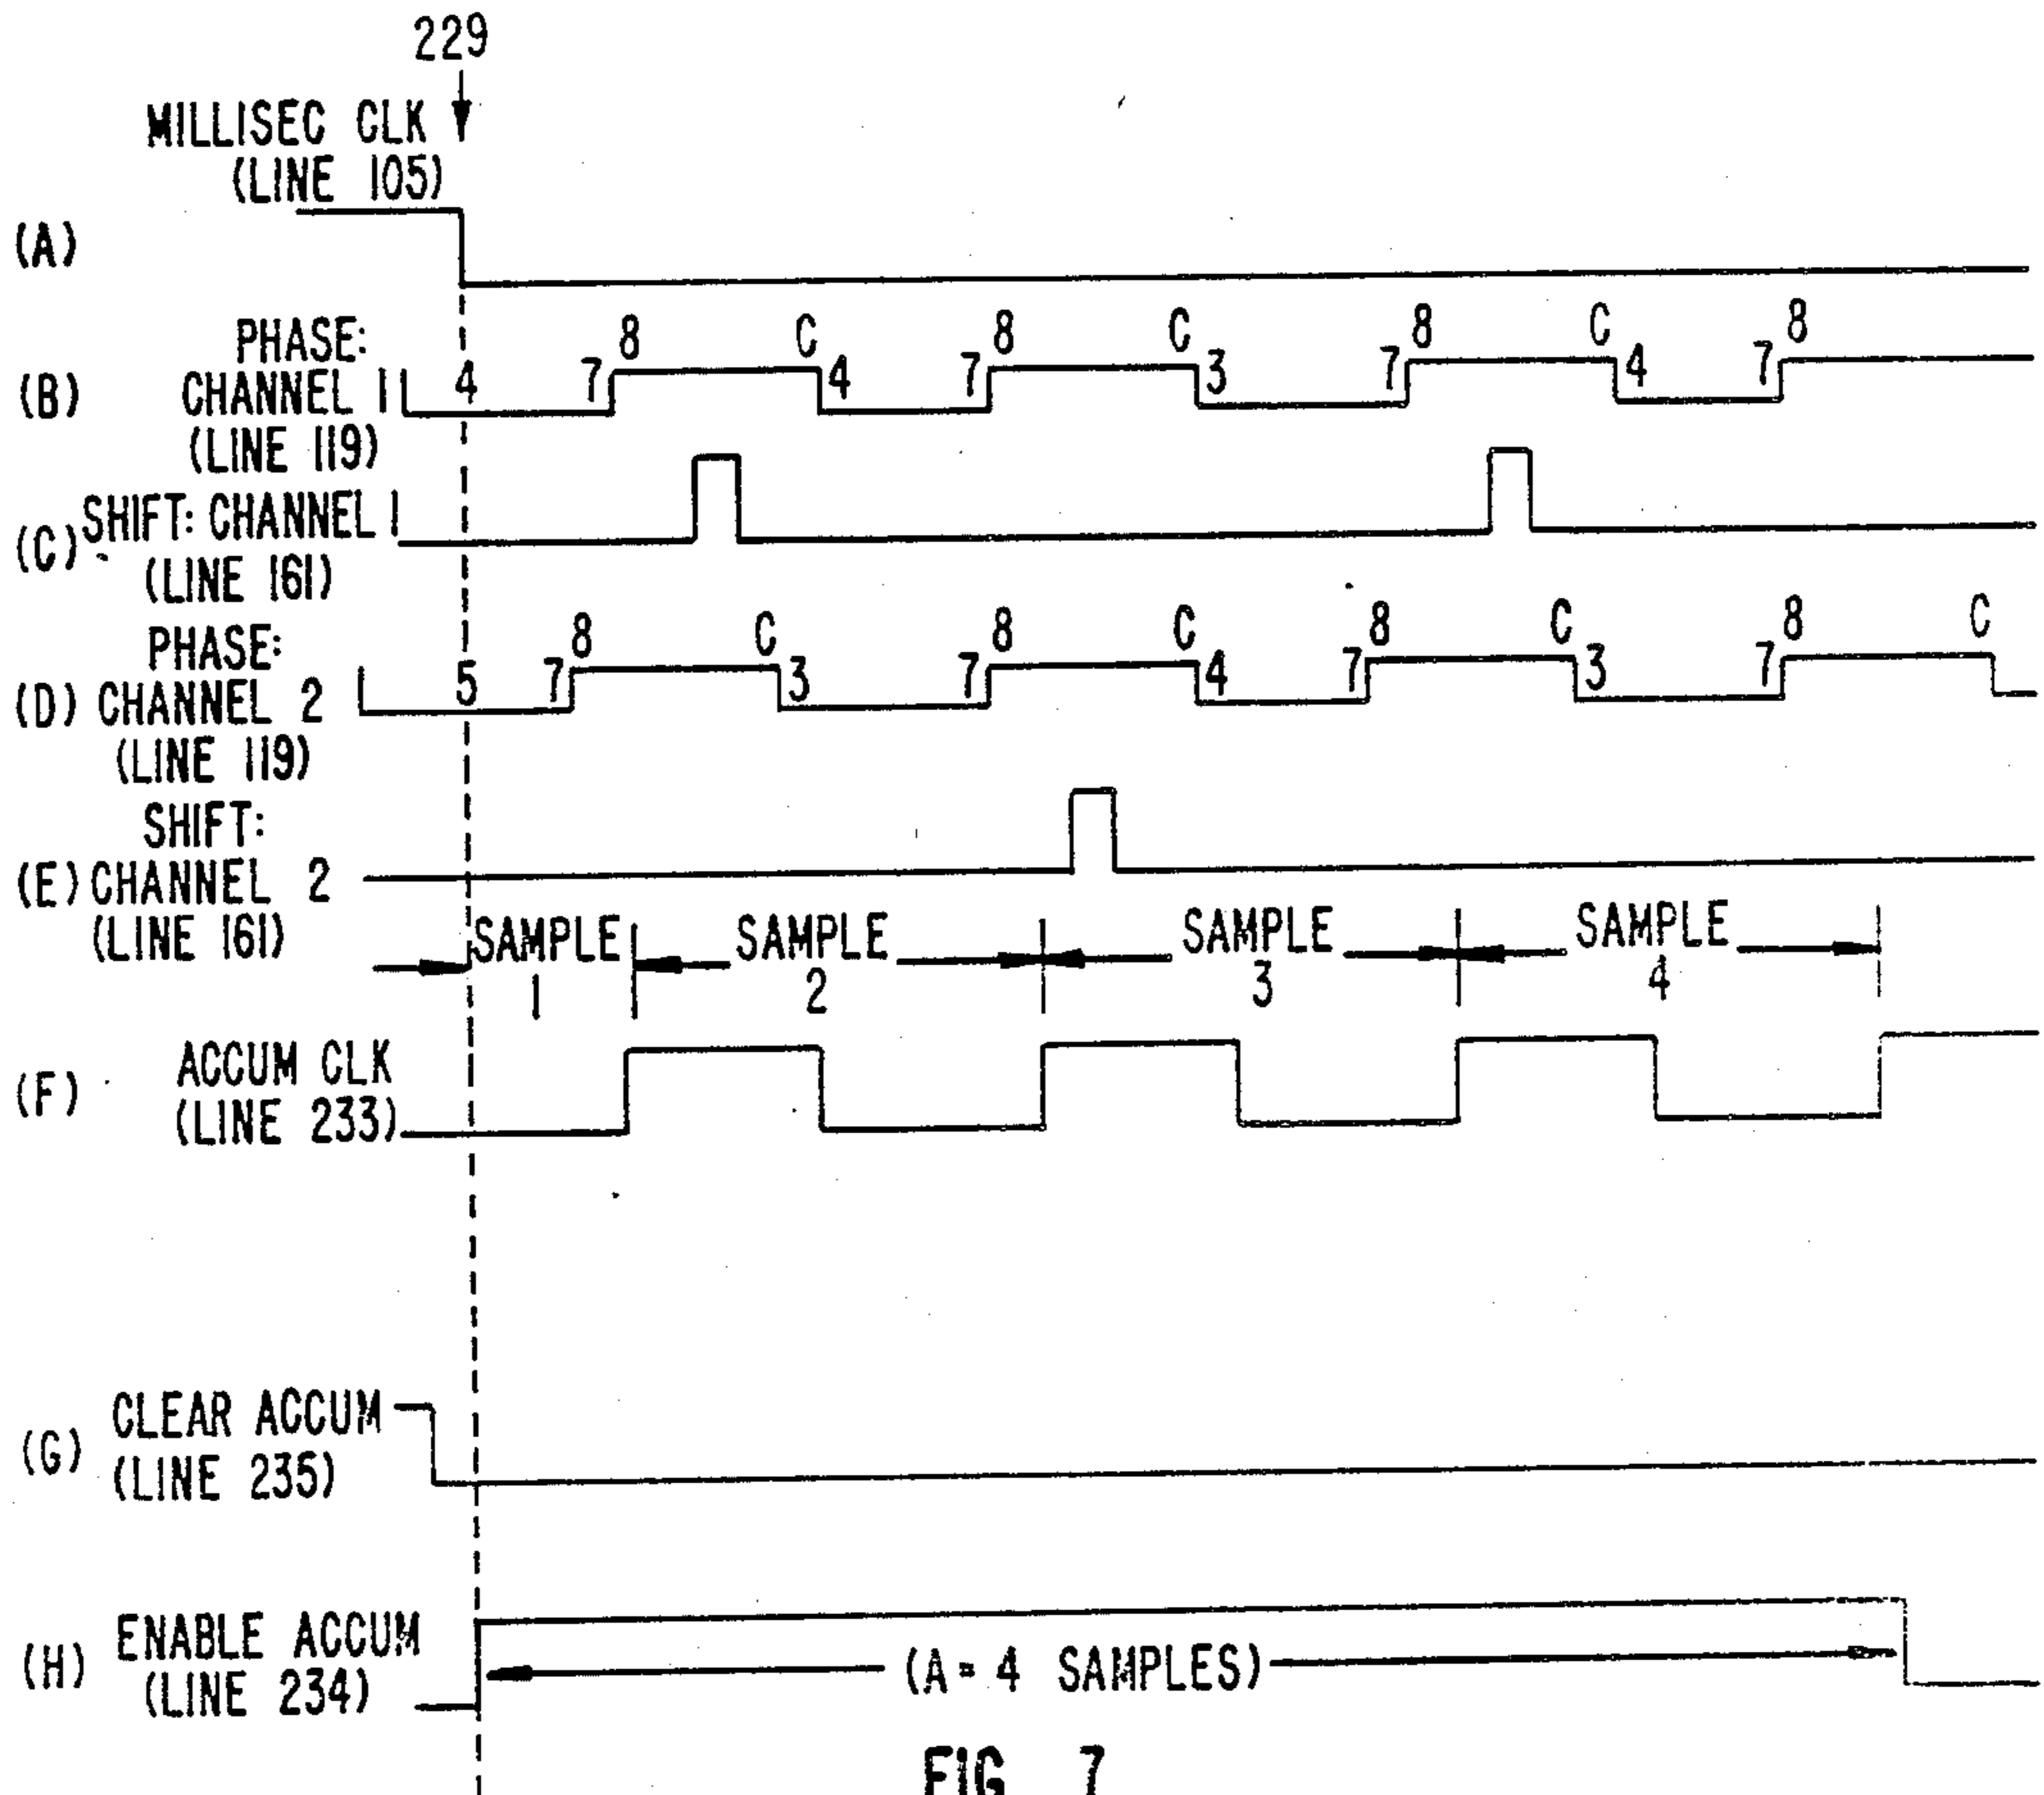 229
MILLISEC CLK
(LINE 105)
(A)
PHASE:
(B) CHANNEL 1
(LINE 119)
4 7 8 C 4 7 8 C 3 7 8 C 4 7 8
(C) SHIFT: CHANNEL 1
(LINE 161)
PHASE:
(D) CHANNEL 2
(LINE 119)
5 7 8 C 3 7 8 C 4 7 8 C 3 7 8 C
SHIFT:
(E) CHANNEL 2
(LINE 161)
SAMPLE 1
SAMPLE 2
SAMPLE 3
SAMPLE 4
(F) ACCUM CLK
(LINE 233)
(G) CLEAR ACCUM
(LINE 235)
(H) ENABLE ACCUM
(LINE 234)
(A = 4 SAMPLES)
FIG 7